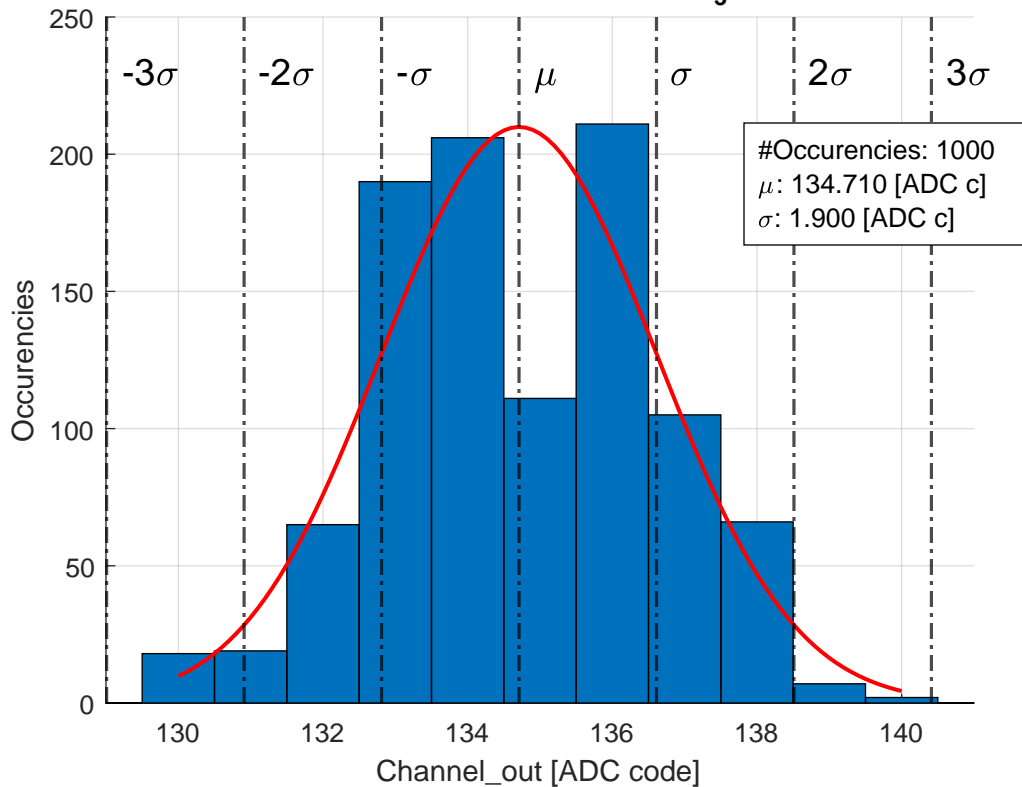 250
-3σ -2σ -σ μ σ 2σ 3σ
200
#Occurencies: 1000
μ: 134.710 [ADC c]
σ: 1.900 [ADC c]
150
Occurencies
100
50
0
130 132 134 136 138 140
Channel_out [ADC code]